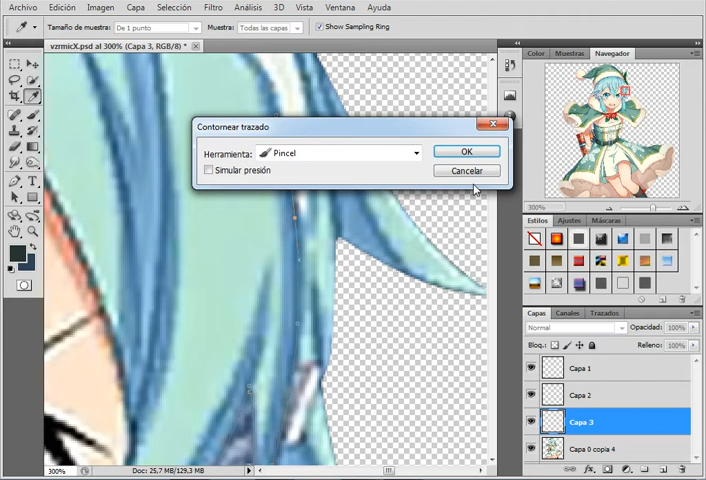 Archivo Edición Imagen Capa Selección Filtro Análisis 3D Vista Ventana Ayuda
Tamaño de muestra: De 1 punto Muestra: Todas las capas Show Sampling Ring
vzrmicX.psd al 300% (Capa 3, RGB/8) *
Color Muestras Navegador
Contornear trazado
Herramienta: Pincel OK
Simular presión Cancelar
300%
Estilos Ajustes Máscaras
Capas Canales Trazados
Normal Opacidad: 100%
Bloq.: Relleno: 100%
Capa 1
Capa 2
Capa 3
Capa 0 copia 4
300% Doc: 25,7 MB/129,3 MB